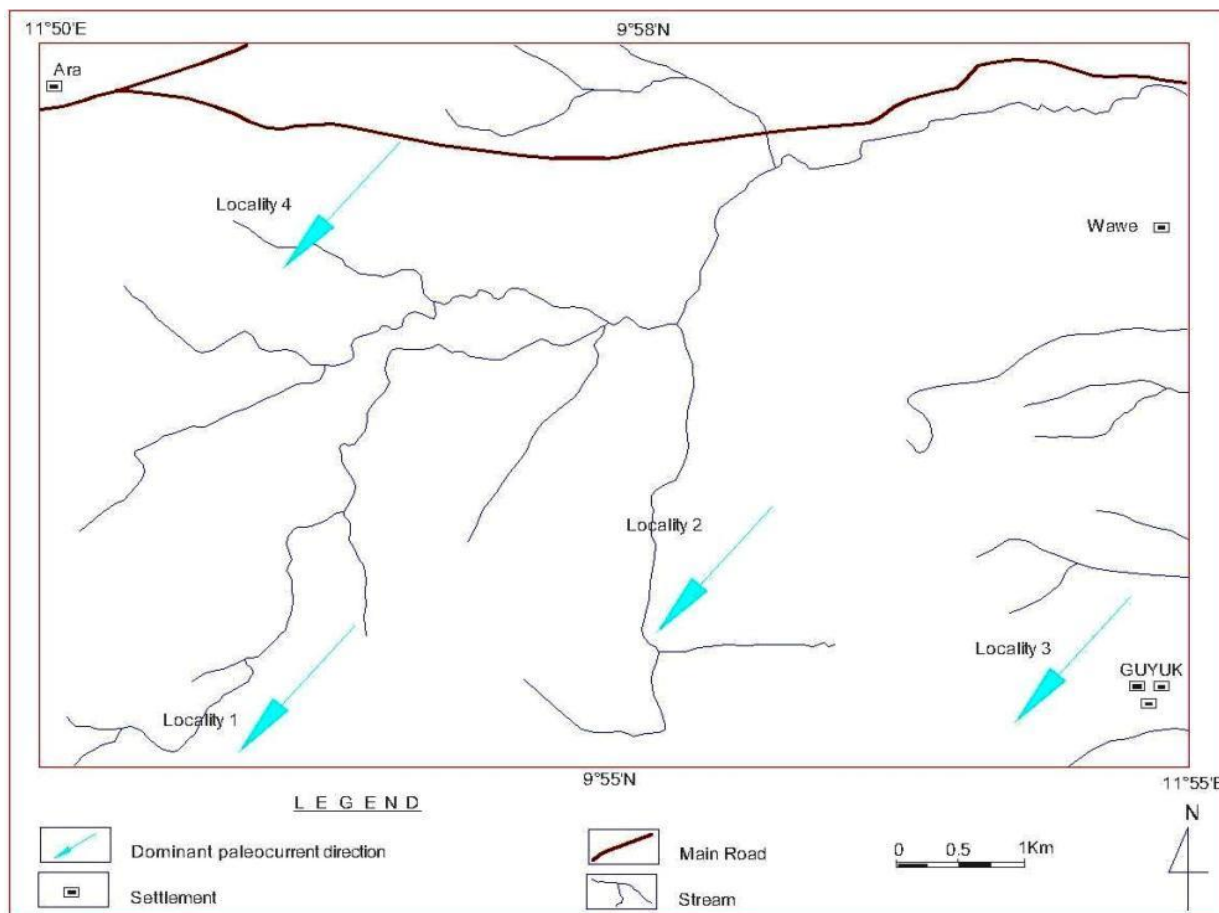 11°50'E
9°58'N
Ara
Locality 4
Wawe
Locality 2
Locality 3
GUYUK
Locality 1
9°55'N
11°55'E
LEGEND
N
Dominant paleocurrent direction
Main Road
0 0.5 1Km
Settlement
Stream